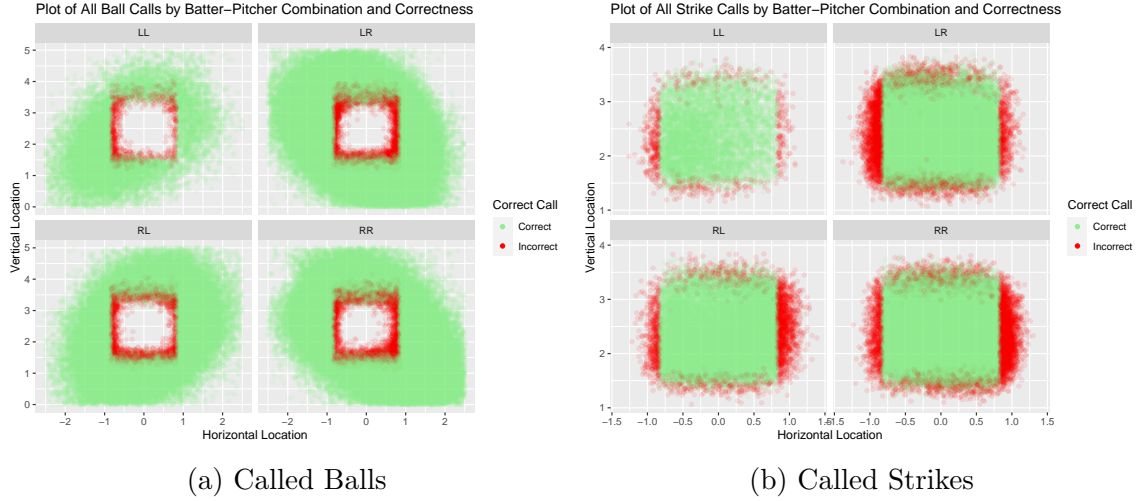 Plot of All Ball Calls by Batter-Pitcher Combination and Correctness
LL LR
5
4
3
2
1
0
RL RR
5
4
3
2
1
0
-2 -1 0 1 2 -2 -1 0 1 2
Vertical Location
Horizontal Location
Correct Call
Correct
Incorrect
(a) Called Balls
Plot of All Strike Calls by Batter-Pitcher Combination and Correctness
LL LR
4
3
2
1
RL RR
4
3
2
1
-1.5 -1.0 -0.5 0.0 0.5 1.0 1.5 -1.5 -1.0 -0.5 0.0 0.5 1.0 1.5
Vertical Location
Horizontal Location
Correct Call
Correct
Incorrect
(b) Called Strikes